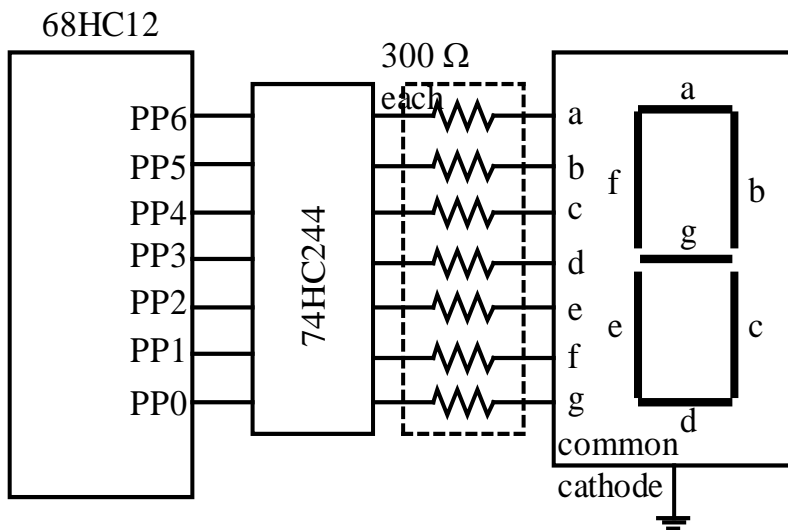 68HC12
300 Ω
each
PP6
PP5
PP4
PP3
PP2
PP1
PP0
74HC244
a
b
c
d
e
f
g
a
f
b
g
e
c
d
common
cathode